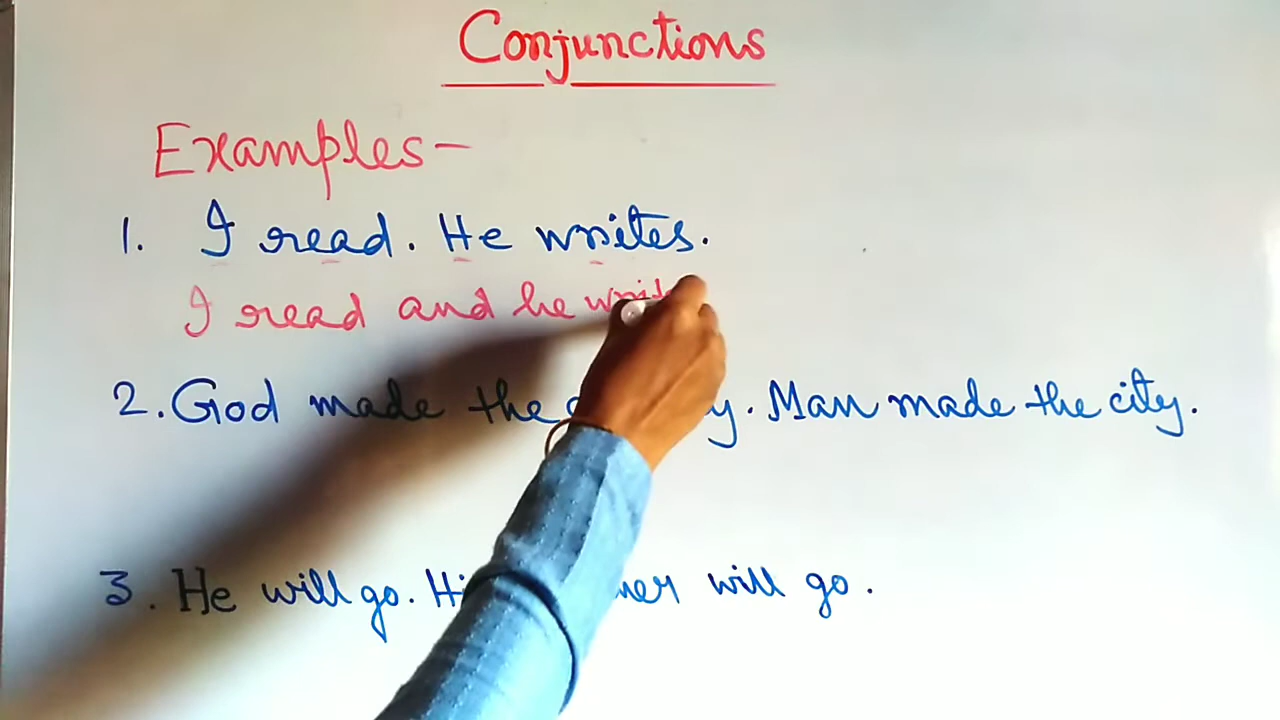 Conjunctions
Examples-
1. I read. He writes.
I read and he
2. God made the Man made the city.
3. He will go. will go.